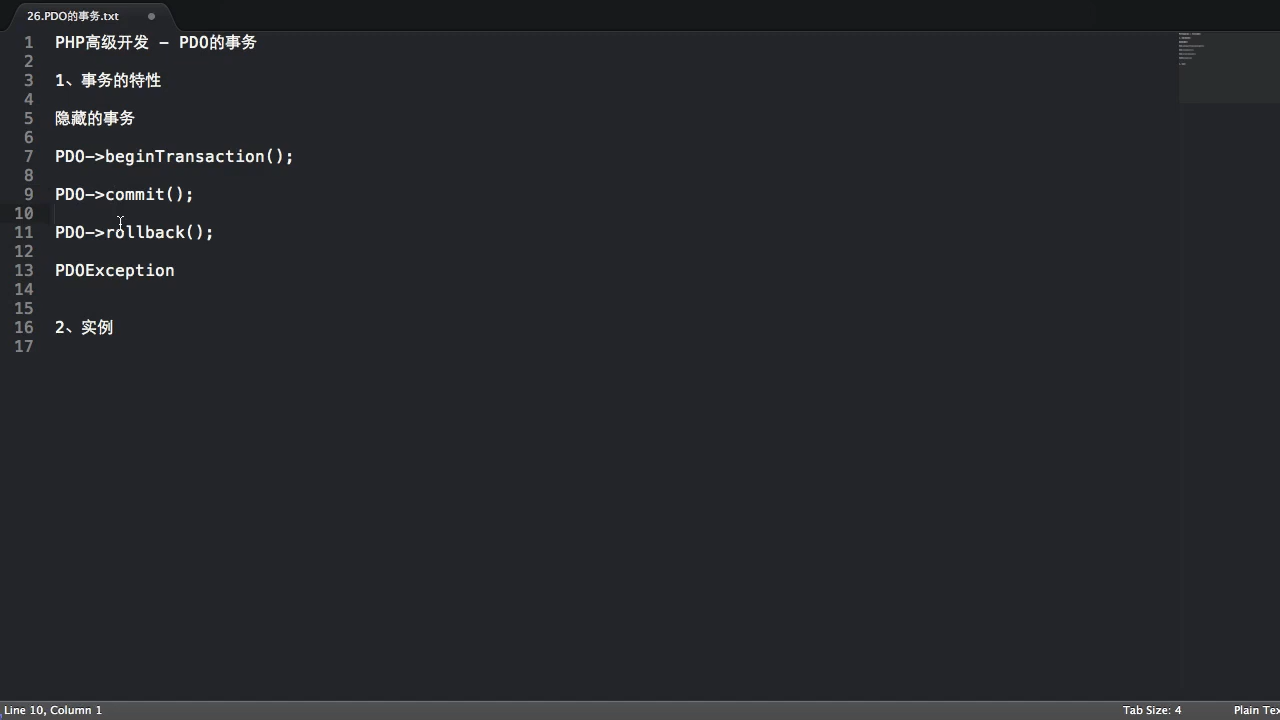 26.PDO的事务.txt
1 PHP高级开发 - PDO的事务
2
3 1、事务的特性
4
5 隐藏的事务
6
7 PDO->beginTransaction();
8
9 PDO->commit();
10
11 PDO->rollback();
12
13 PDOException
14
15
16 2、实例
17
Line 10, Column 1
Tab Size: 4
Plain Tex